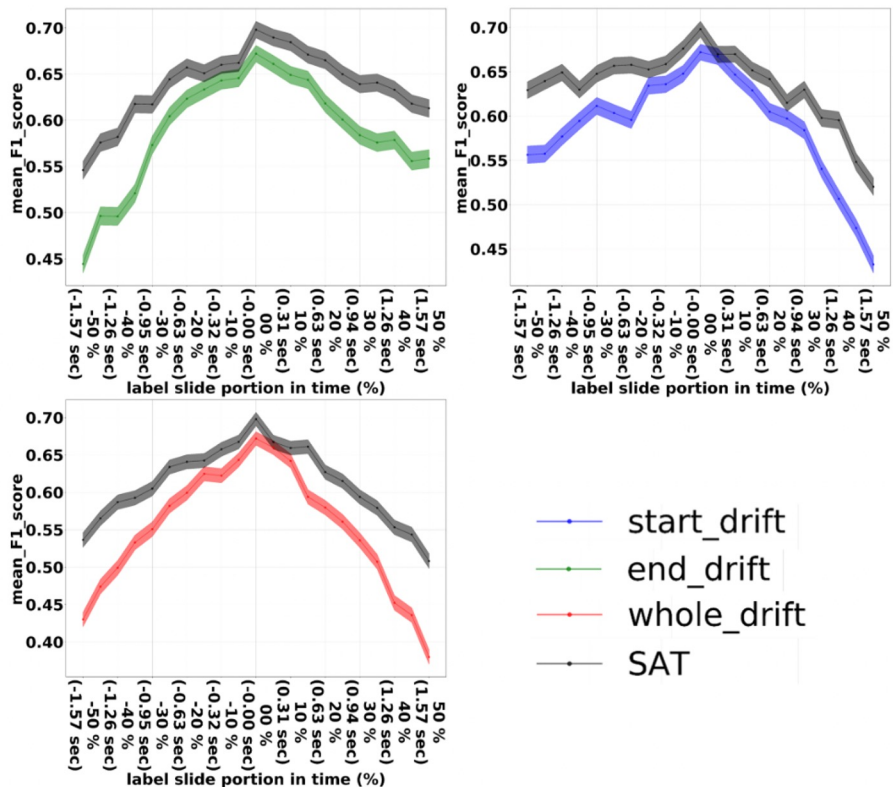 0.70
0.65
0.60
0.55
0.50
0.45
mean_F1_score
(-1.57 sec)
-50 %
(-1.26 sec)
-40 %
(-0.95 sec)
-30 %
(-0.63 sec)
-20 %
(-0.32 sec)
-10 %
(-0.00 sec)
00 %
(0.31 sec)
10 %
(0.63 sec)
20 %
(0.94 sec)
30 %
(1.26 sec)
40 %
(1.57 sec)
50 %
label slide portion in time (%)
0.70
0.65
0.60
0.55
0.50
0.45
mean_F1_score
(-1.57 sec)
-50 %
(-1.26 sec)
-40 %
(-0.95 sec)
-30 %
(-0.63 sec)
-20 %
(-0.32 sec)
-10 %
(-0.00 sec)
00 %
(0.31 sec)
10 %
(0.63 sec)
20 %
(0.94 sec)
30 %
(1.26 sec)
40 %
(1.57 sec)
50 %
label slide portion in time (%)
0.70
0.65
0.60
0.55
0.50
0.45
0.40
mean_F1_score
(-1.57 sec)
-50 %
(-1.26 sec)
-40 %
(-0.95 sec)
-30 %
(-0.63 sec)
-20 %
(-0.32 sec)
-10 %
(-0.00 sec)
00 %
(0.31 sec)
10 %
(0.63 sec)
20 %
(0.94 sec)
30 %
(1.26 sec)
40 %
(1.57 sec)
50 %
label slide portion in time (%)
start_drift
end_drift
whole_drift
SAT